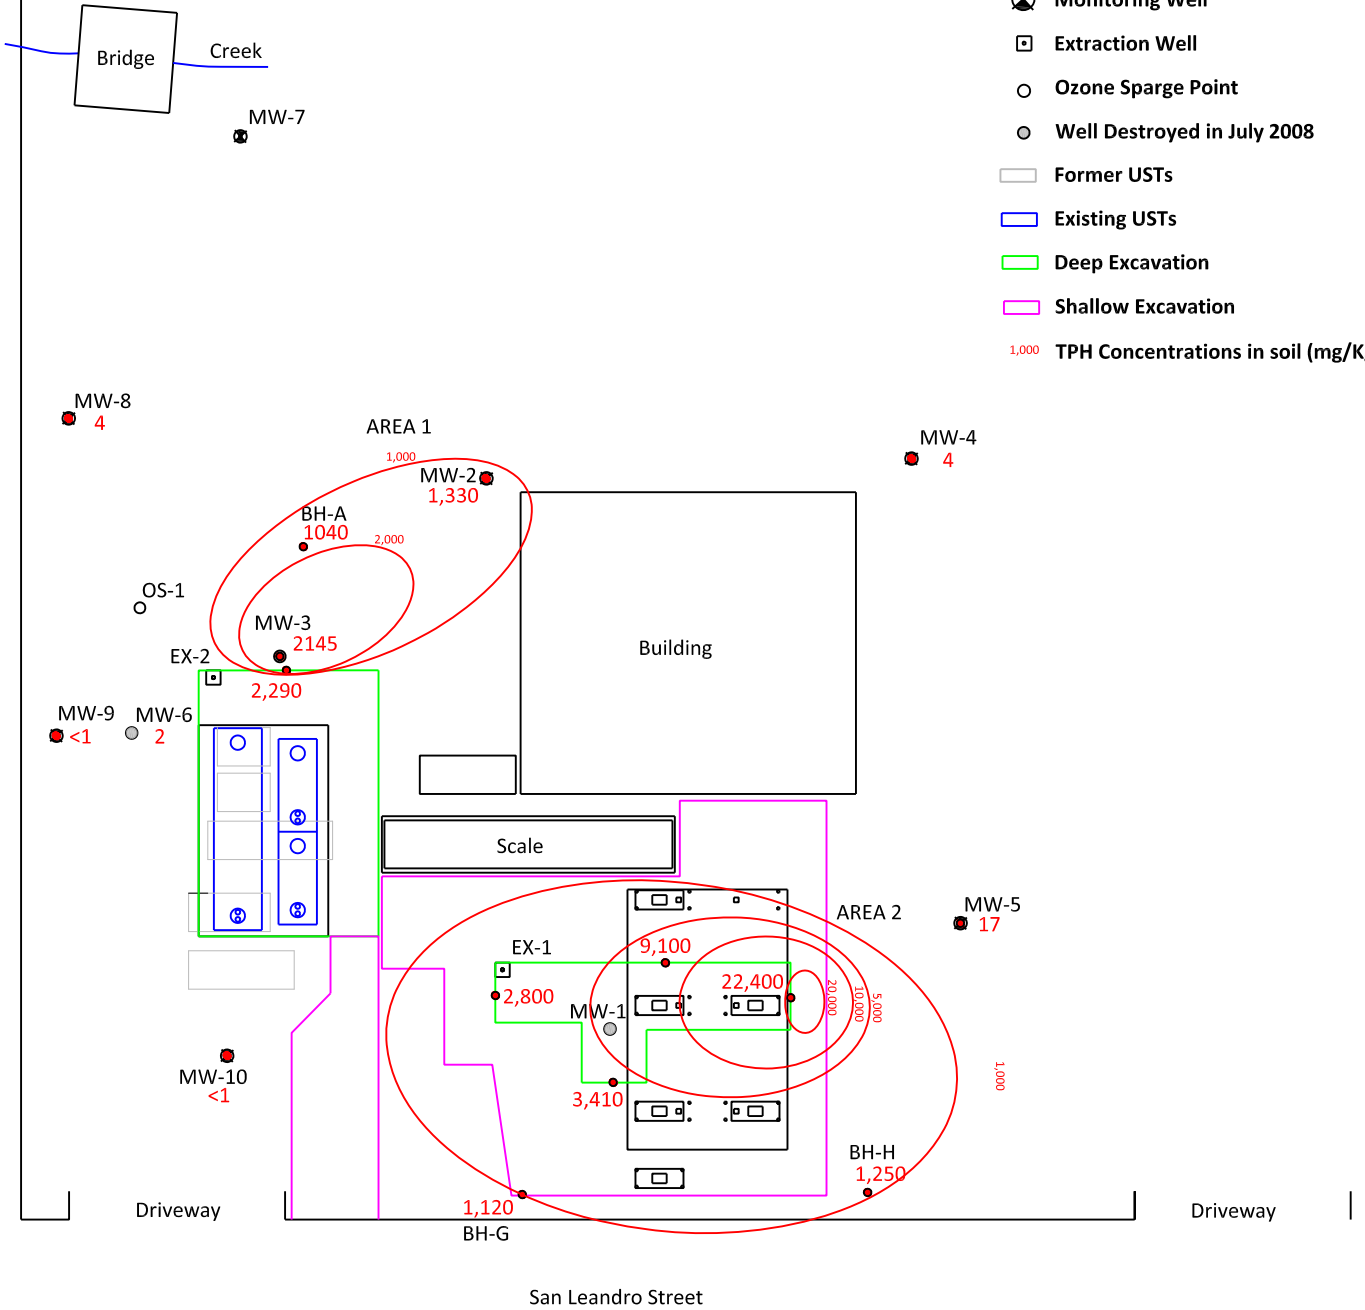 Monitoring Well
Bridge
Creek
Extraction Well
Ozone Sparge Point
MW-7
Well Destroyed in July 2008
Former USTs
Existing USTs
Deep Excavation
Shallow Excavation
1,000 TPH Concentrations in soil (mg/K
MW-8
4
AREA 1
1,000
MW-4
4
MW-2
1,330
BH-A
1040
2,000
OS-1
MW-3
2145
EX-2
2,290
Building
MW-9
<1
MW-6
2
Scale
AREA 2
MW-5
17
EX-1
9,100
22,400
2,800
20,000
10,000
5,000
MW-1
1,000
MW-10
<1
3,410
BH-H
1,250
1,120
BH-G
Driveway
Driveway
San Leandro Street